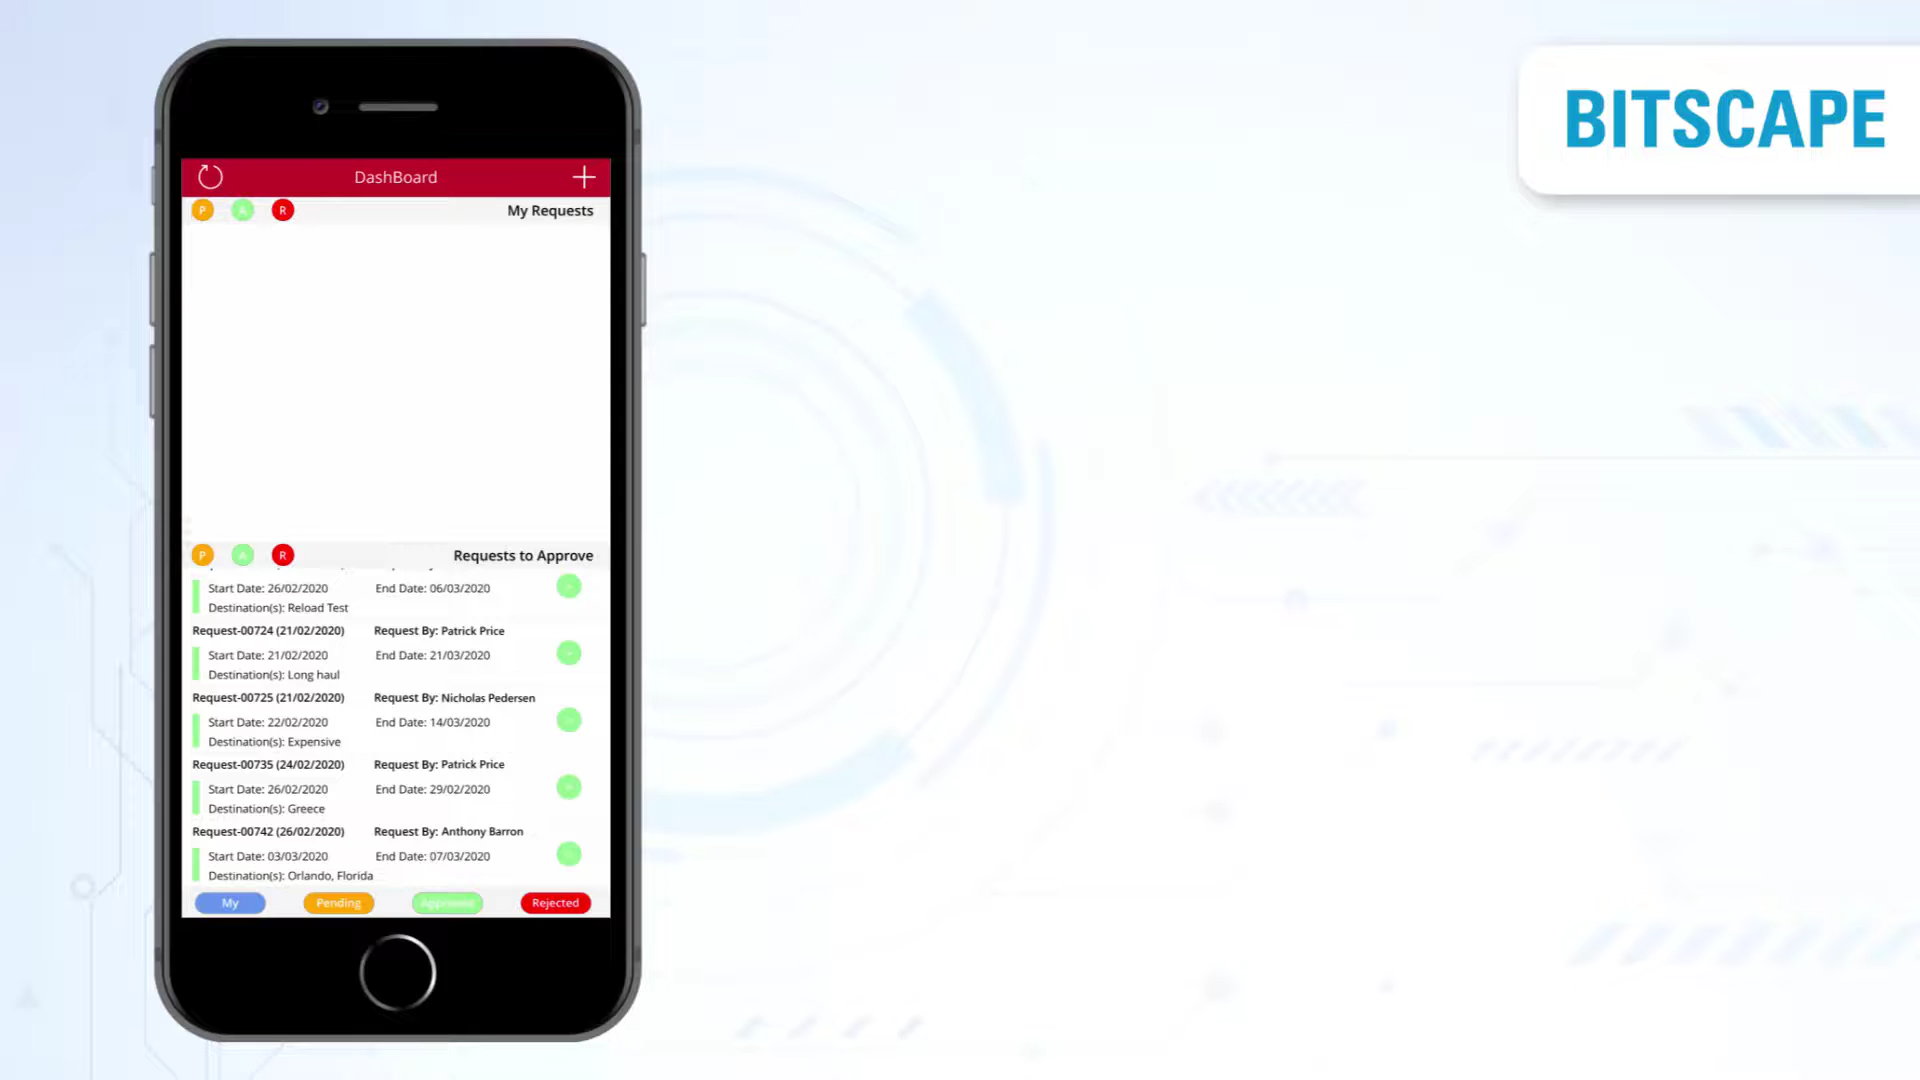 BITSCAPE
DashBoard
P A R My Requests
P A R Requests to Approve
Start Date: 26/02/2020 End Date: 06/03/2020
Destination(s): Reload Test
Request-00724 (21/02/2020) Request By: Patrick Price
Start Date: 21/02/2020 End Date: 21/03/2020
Destination(s): Long haul
Request-00725 (21/02/2020) Request By: Nicholas Pedersen
Start Date: 22/02/2020 End Date: 14/03/2020
Destination(s): Expensive
Request-00735 (24/02/2020) Request By: Patrick Price
Start Date: 26/02/2020 End Date: 29/02/2020
Destination(s): Greece
Request-00742 (26/02/2020) Request By: Anthony Barron
Start Date: 03/03/2020 End Date: 07/03/2020
Destination(s): Orlando, Florida
My Pending Approved Rejected